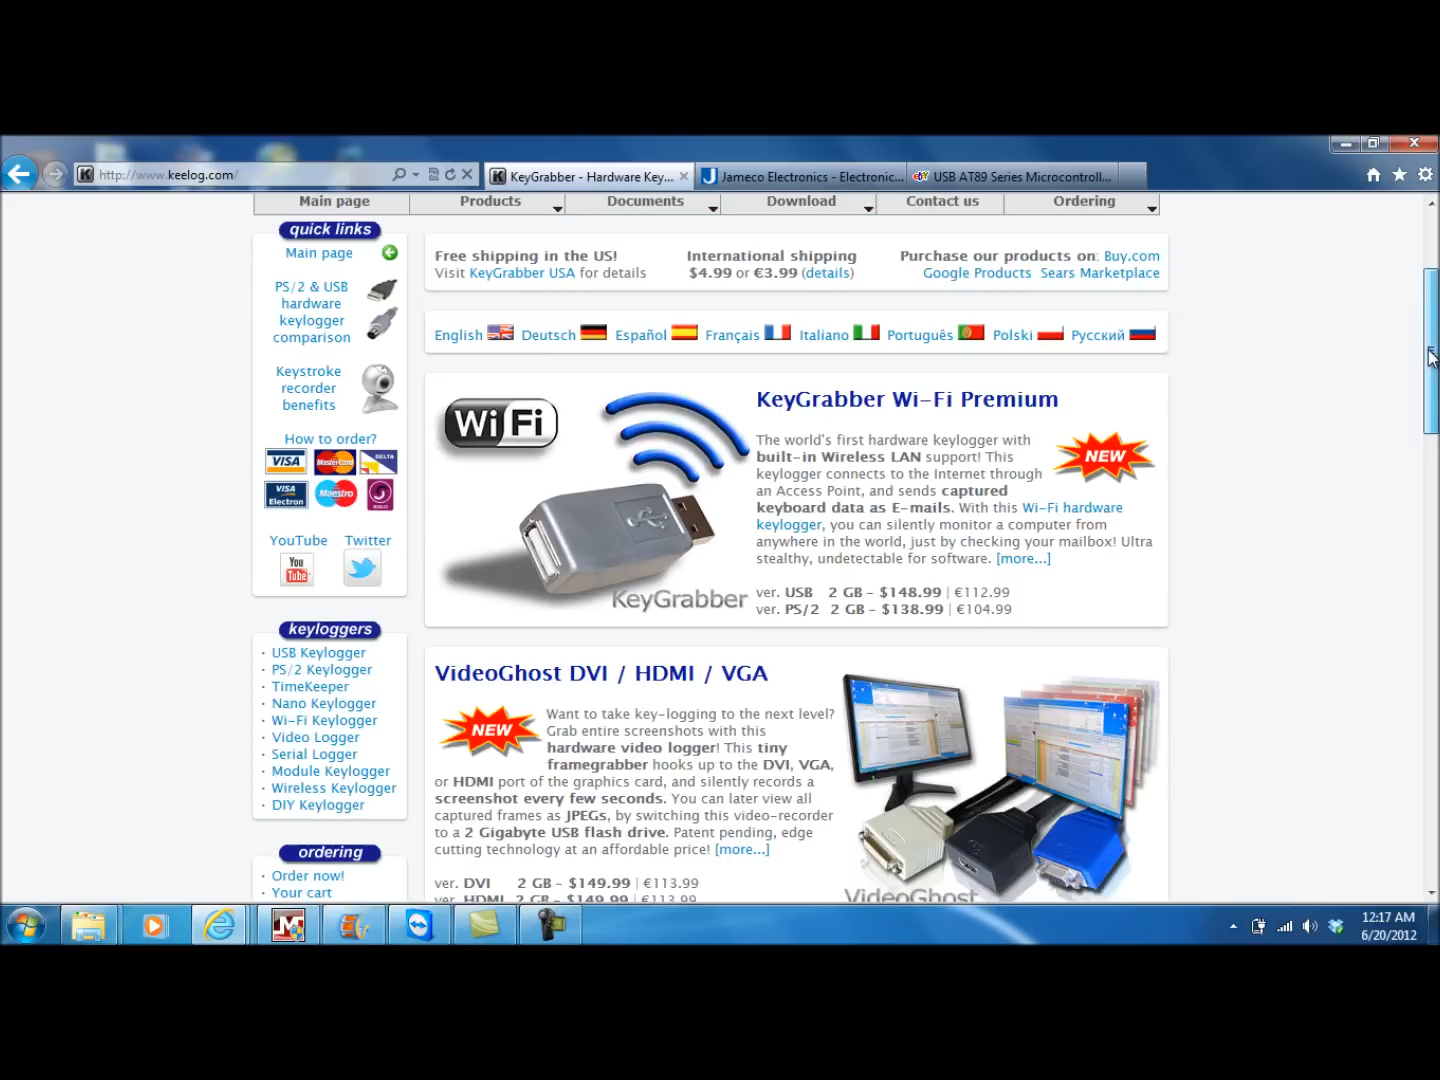 http://www.keelog.com/
KeyGrabber - Hardware Key...
Jameco Electronics - Electronic...
USB AT89 Series Microcontroll...
Main page
Products
Documents
Download
Contact us
Ordering
quick links
Main page
PS/2 & USB
hardware
keylogger
comparison
Keystroke
recorder
benefits
How to order?
VISA
MasterCard
DELTA
VISA
Electron
Maestro
SOLO
YouTube
Twitter
You
Tube
keyloggers
· USB Keylogger
· PS/2 Keylogger
· TimeKeeper
· Nano Keylogger
· Wi-Fi Keylogger
· Video Logger
· Serial Logger
· Module Keylogger
· Wireless Keylogger
· DIY Keylogger
ordering
· Order now!
· Your cart
Free shipping in the US!
Visit KeyGrabber USA for details
International shipping
$4.99 or €3.99 (details)
Purchase our products on: Buy.com
Google Products Sears Marketplace
English Deutsch Español Français Italiano Português Polski Русский
WiFi
KeyGrabber
KeyGrabber Wi-Fi Premium
The world's first hardware keylogger with
built-in Wireless LAN support! This
keylogger connects to the Internet through
an Access Point, and sends captured
keyboard data as E-mails. With this Wi-Fi hardware
keylogger, you can silently monitor a computer from
anywhere in the world, just by checking your mailbox! Ultra
stealthy, undetectable for software. [more...]
NEW
ver. USB 2 GB - $148.99 | €112.99
ver. PS/2 2 GB - $138.99 | €104.99
VideoGhost DVI / HDMI / VGA
NEW
Want to take key-logging to the next level?
Grab entire screenshots with this
hardware video logger! This tiny
framegrabber hooks up to the DVI, VGA,
or HDMI port of the graphics card, and silently records a
screenshot every few seconds. You can later view all
captured frames as JPEGs, by switching this video-recorder
to a 2 Gigabyte USB flash drive. Patent pending, edge
cutting technology at an affordable price! [more...]
ver. DVI 2 GB - $149.99 | €113.99
ver. HDMI 2 GB - $149.99 | €113.99
VideoGhost
12:17 AM
6/20/2012